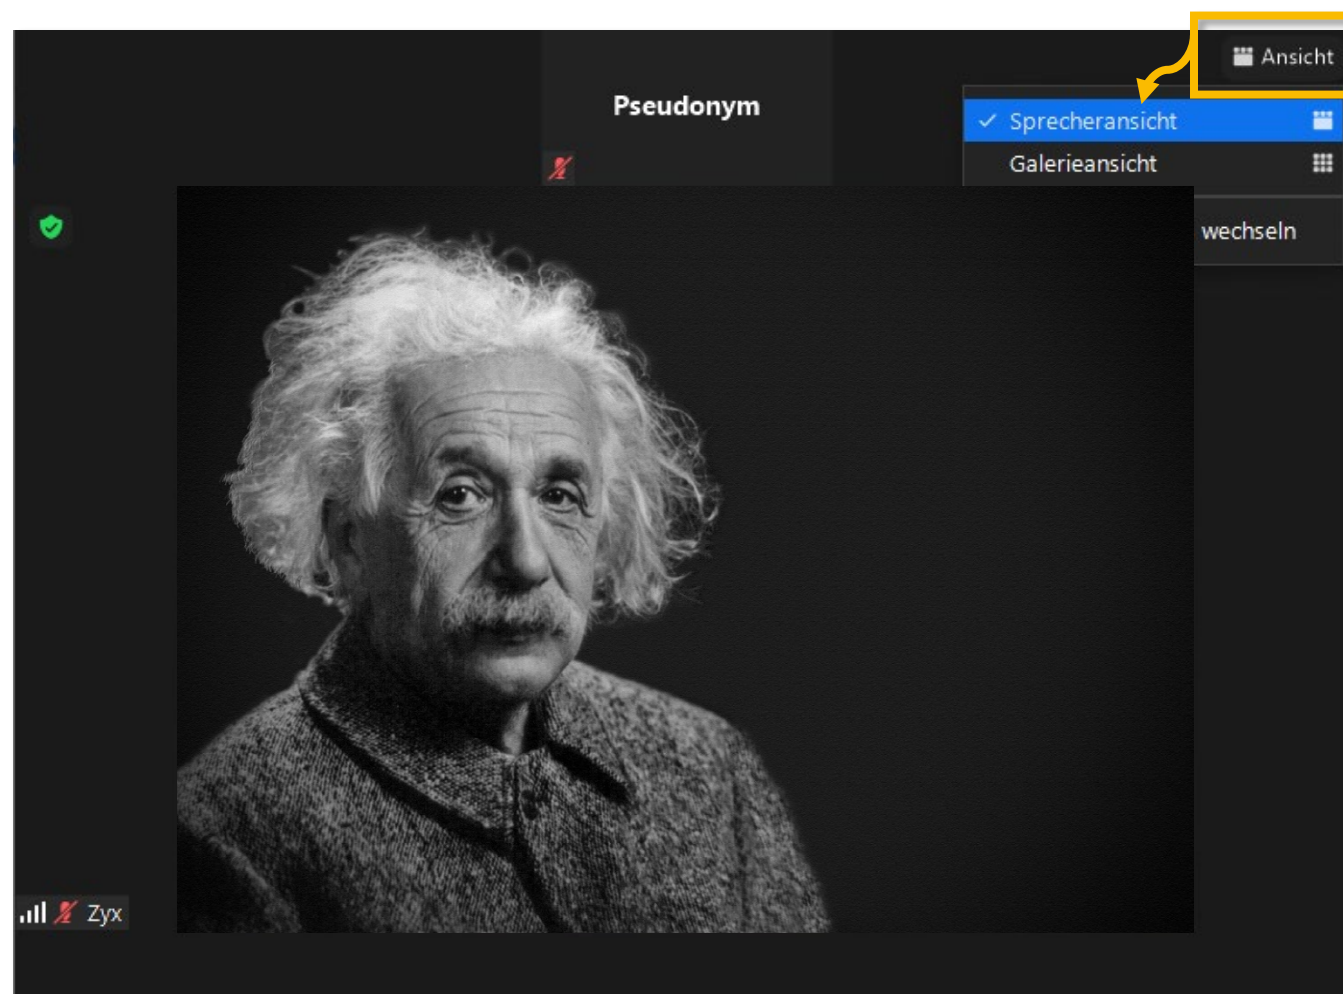 Ansicht
Pseudonym
Sprecheransicht
Galerieansicht
wechseln
Zyx